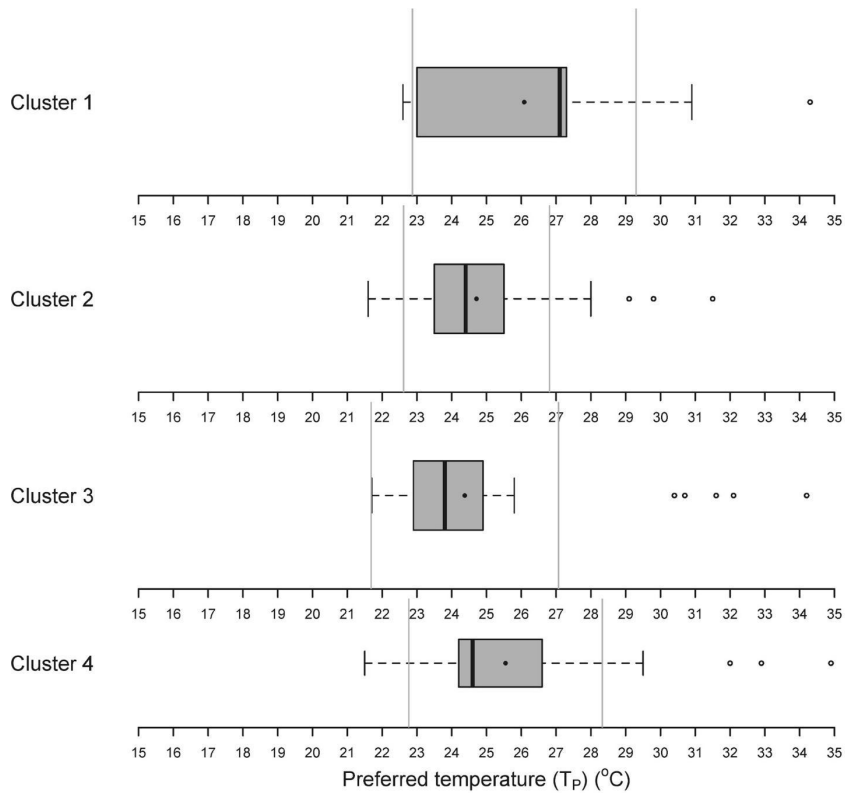 Cluster 1
15 16 17 18 19 20 21 22 23 24 25 26 27 28 29 30 31 32 33 34 35
Cluster 2
15 16 17 18 19 20 21 22 23 24 25 26 27 28 29 30 31 32 33 34 35
Cluster 3
15 16 17 18 19 20 21 22 23 24 25 26 27 28 29 30 31 32 33 34 35
Cluster 4
15 16 17 18 19 20 21 22 23 24 25 26 27 28 29 30 31 32 33 34 35
Preferred temperature (TP) (°C)